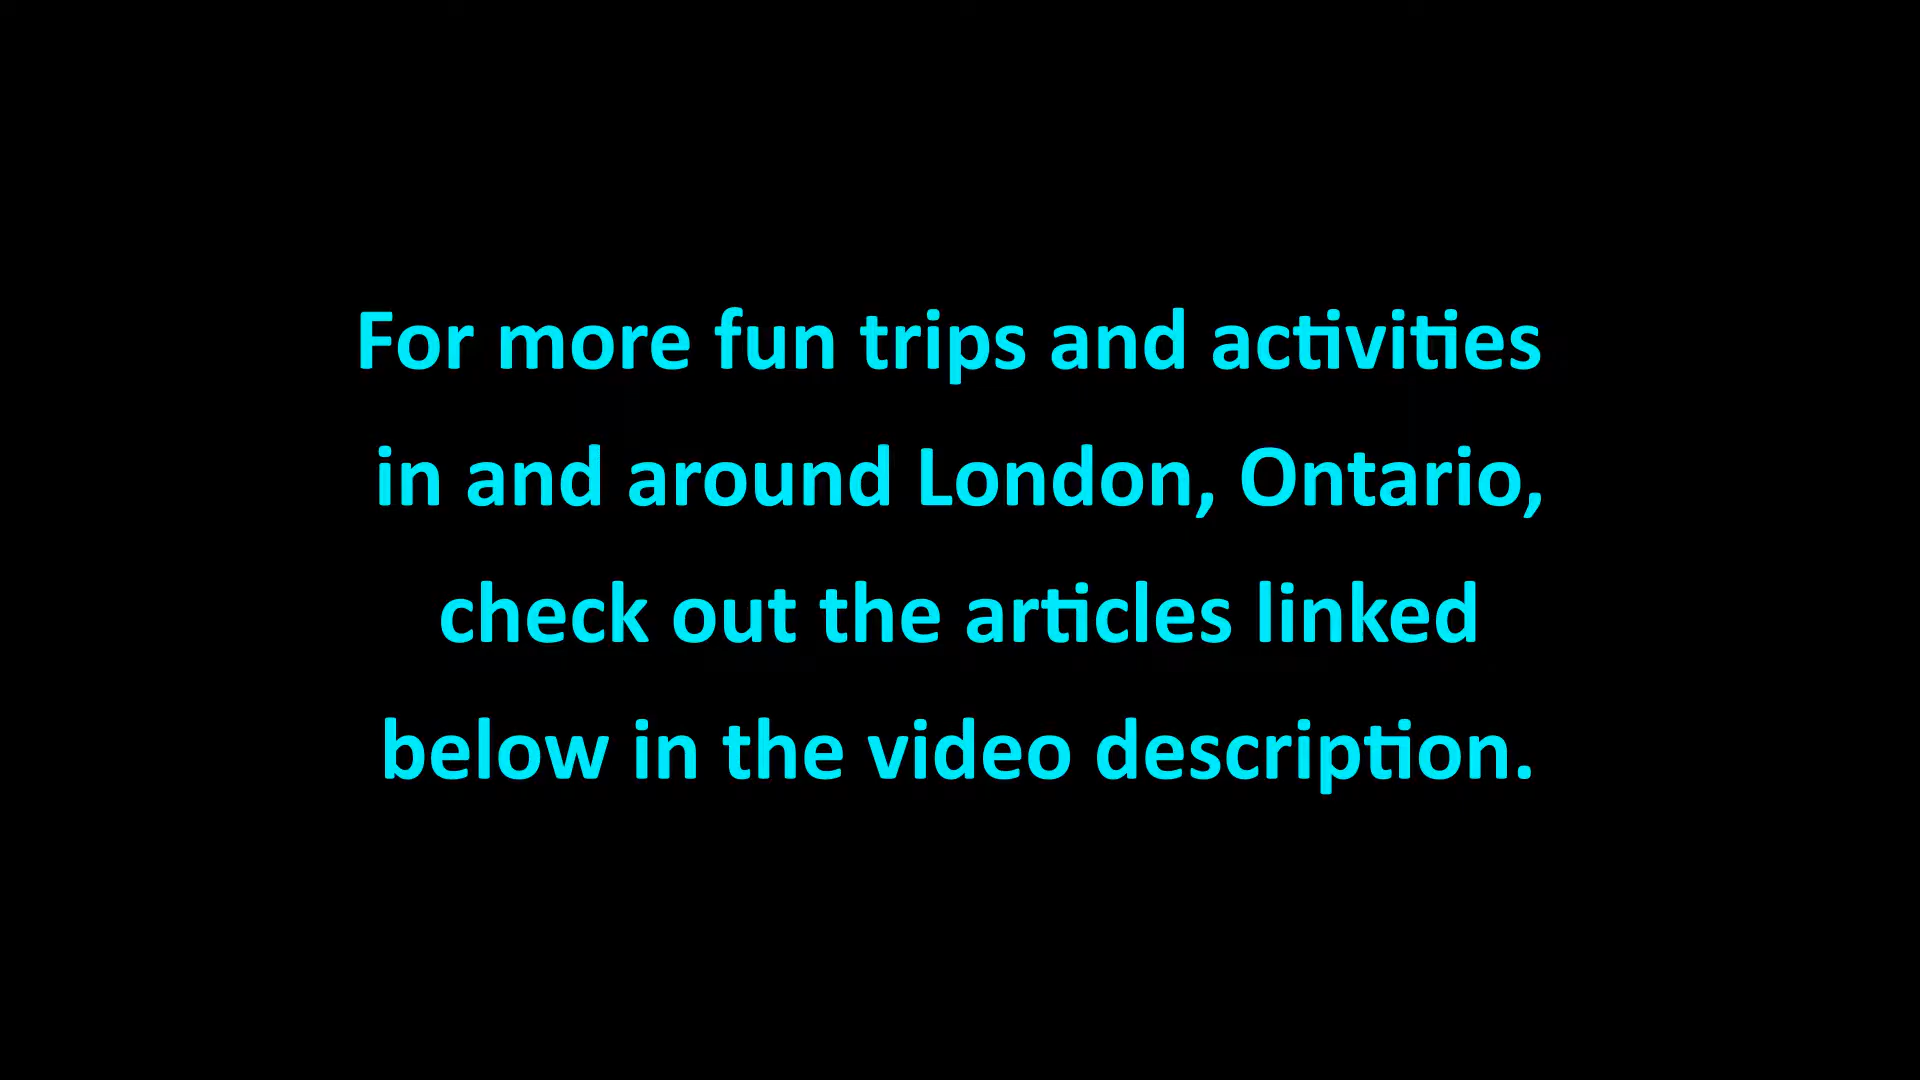 For more fun trips and activities
in and around London, Ontario,
check out the articles linked
below in the video description.